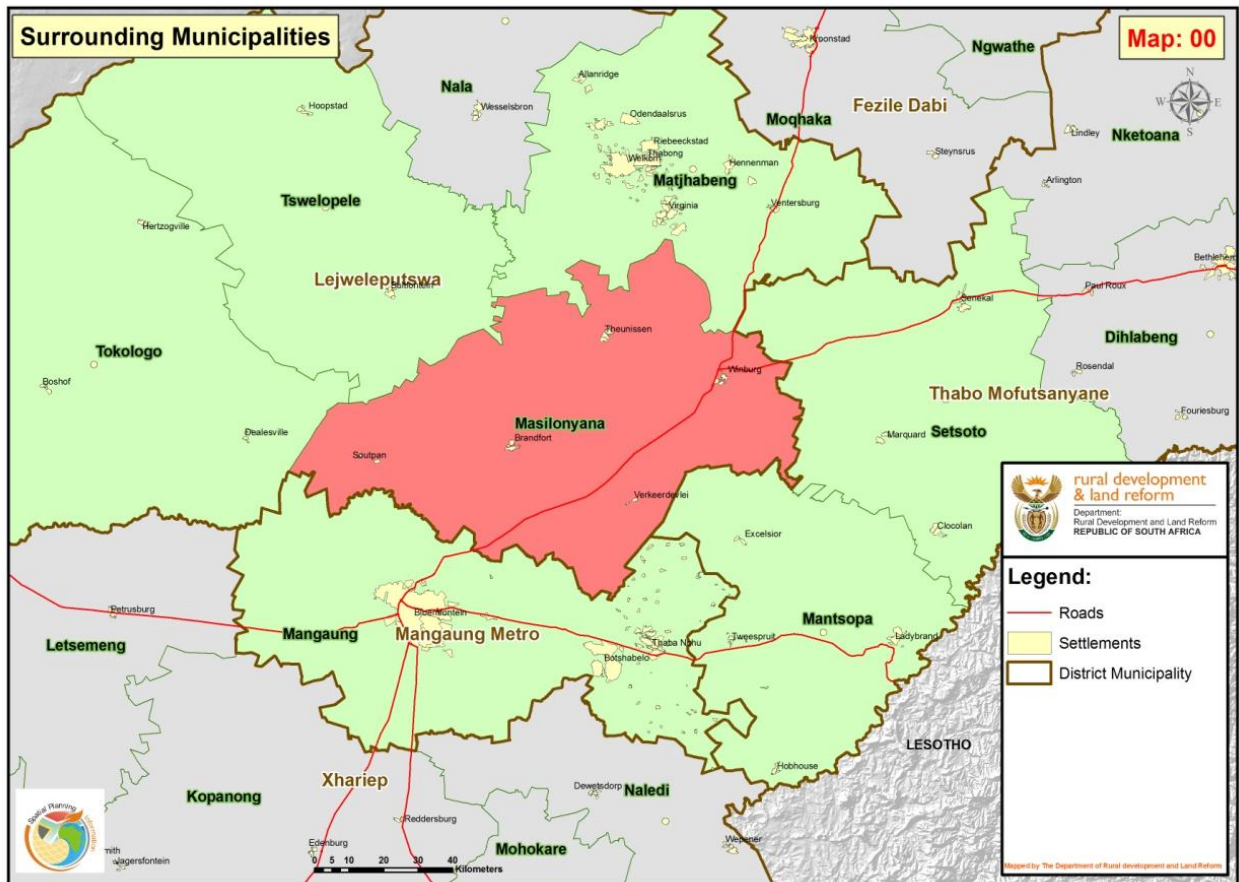 Surrounding Municipalities
Map: 00
N
W
E
S
Kroonstad
Ngwathe
Allanridge
Nala
Hoopstad
Wesselsbron
Fezile Dabi
Odendaalsrus
Moqhaka
Lindley
Nketoana
Riebeeckstad
Thabong
Welkom
Steynsrus
Hennenman
Matjhabeng
Arlington
Tswelopele
Virginia
Ventersburg
Hertzogville
Bethlehem
Lejweleputswa
Bultfontein
Paul Roux
Senekal
Theunissen
Dihlabeng
Tokologo
Winburg
Rosendal
Boshof
Thabo Mofutsanyane
Fouriesburg
Masilonyana
Setsoto
Dealesville
Brandfort
Marquard
Soutpan
Verkeerdevlei
Clocolan
Excelsior
Petrusburg
Bloemfontein
Mantsopa
Mangaung
Mangaung Metro
Letsemeng
Thaba Nchu
Tweespruit
Ladybrand
Botshabelo
LESOTHO
Hobhouse
Xhariep
Dewetsdorp
Naledi
Kopanong
Reddersburg
Wepener
Edenburg
Mohokare
smith
Jagersfontein
0 5 10 20 30 40
Kilometers
Spatial Planning
Information
rural development
& land reform
Department:
Rural Development and Land Reform
REPUBLIC OF SOUTH AFRICA
Legend:
Roads
Settlements
District Municipality
Mapped by The Department of Rural development and Land Reform